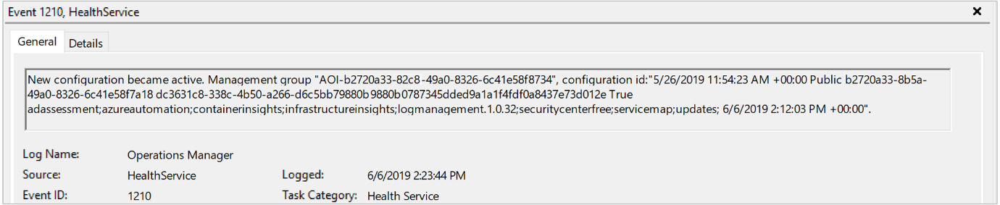 Event 1210, HealthService
General Details
New configuration became active. Management group "AOI-b2720a33-82c8-49a0-8326-6c41e58f8734", configuration id:"5/26/2019 11:54:23 AM +00:00 Public b2720a33-8b5a-
49a0-8326-6c41e58f7a18 dc3631c8-338c-4b50-a266-d6c5bb79880b9880b0787345dded9a1a1f4fdf0a8437e73d012e True
adassessment;azureautomation;containerinsights;infrastructureinsights;logmanagement.1.0.32;securitycenterfree;servicemap;updates; 6/6/2019 2:12:03 PM +00:00".
Log Name: Operations Manager
Source: HealthService Logged: 6/6/2019 2:23:44 PM
Event ID: 1210 Task Category: Health Service